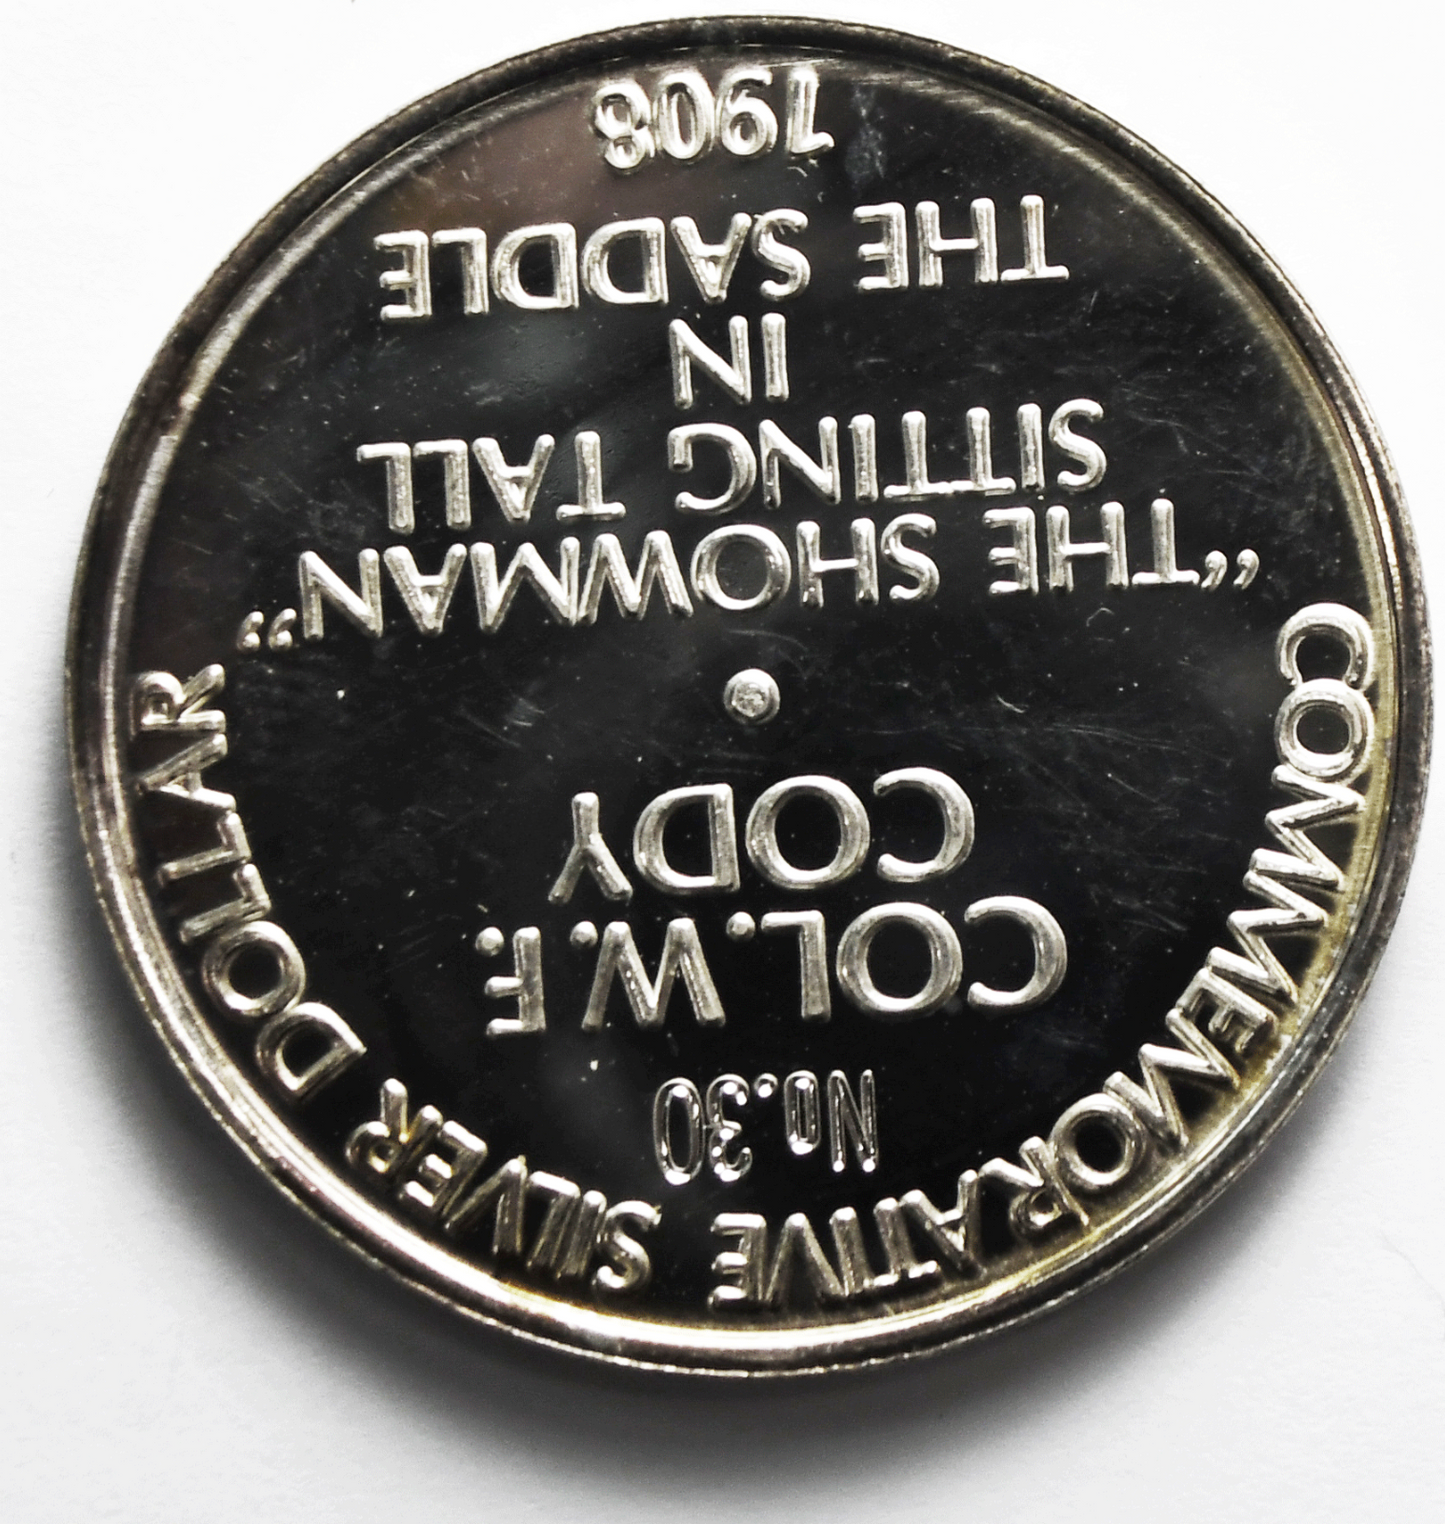 COMMEMORATIVE SILVER DOLLAR
No.30
COL. W. F.
CODY
"THE SHOWMAN"
SITTING TALL
IN
THE SADDLE
1908